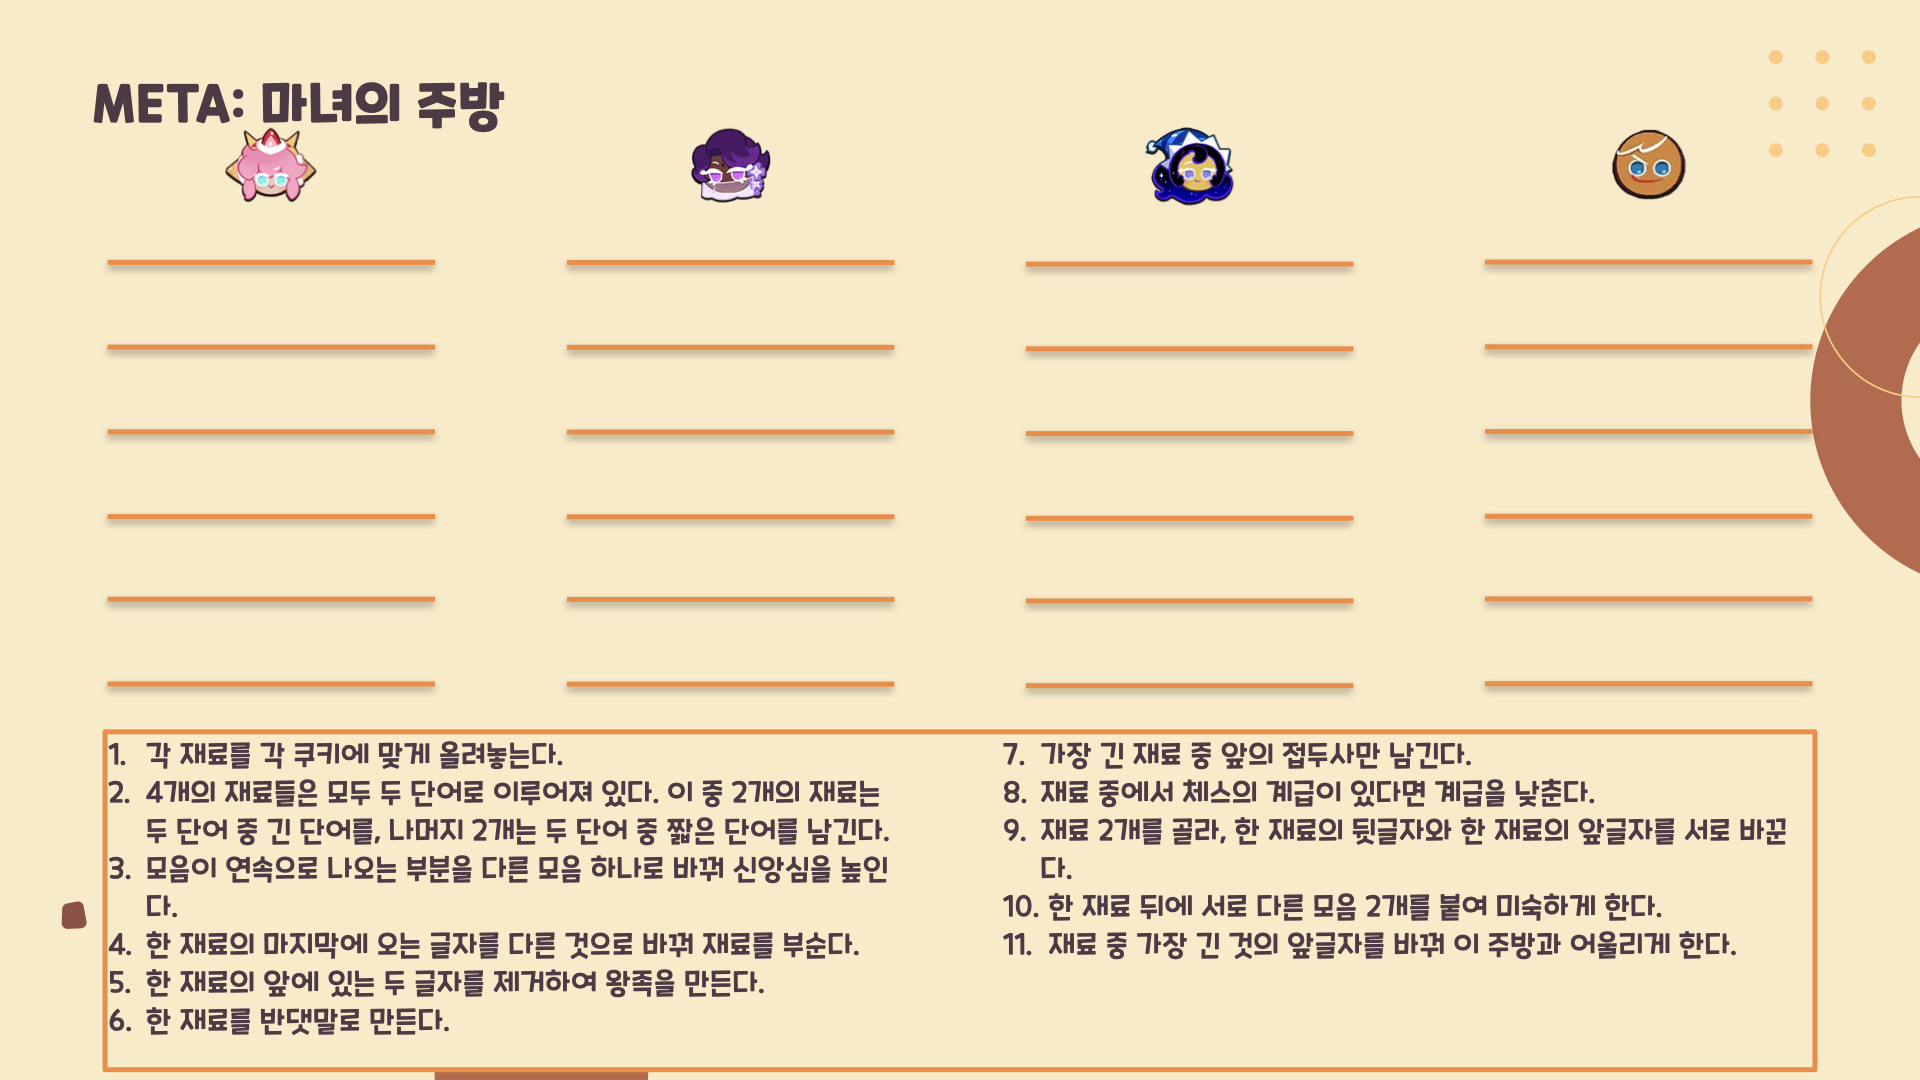 META: 마녀의 주방
1. 각 재료를 각 쿠키에 맞게 올려놓는다.
2. 4개의 재료들은 모두 두 단어로 이루어져 있다. 이 중 2개의 재료는
두 단어 중 긴 단어를, 나머지 2개는 두 단어 중 짧은 단어를 남긴다.
3. 모음이 연속으로 나오는 부분을 다른 모음 하나로 바꿔 신앙심을 높인
다.
4. 한 재료의 마지막에 오는 글자를 다른 것으로 바꿔 재료를 부순다.
5. 한 재료의 앞에 있는 두 글자를 제거하여 왕족을 만든다.
6. 한 재료를 반댓말로 만든다.
7. 가장 긴 재료 중 앞의 접두사만 남긴다.
8. 재료 중에서 체스의 계급이 있다면 계급을 낮춘다.
9. 재료 2개를 골라, 한 재료의 뒷글자와 한 재료의 앞글자를 서로 바꾼
다.
10. 한 재료 뒤에 서로 다른 모음 2개를 붙여 미숙하게 한다.
11. 재료 중 가장 긴 것의 앞글자를 바꿔 이 주방과 어울리게 한다.